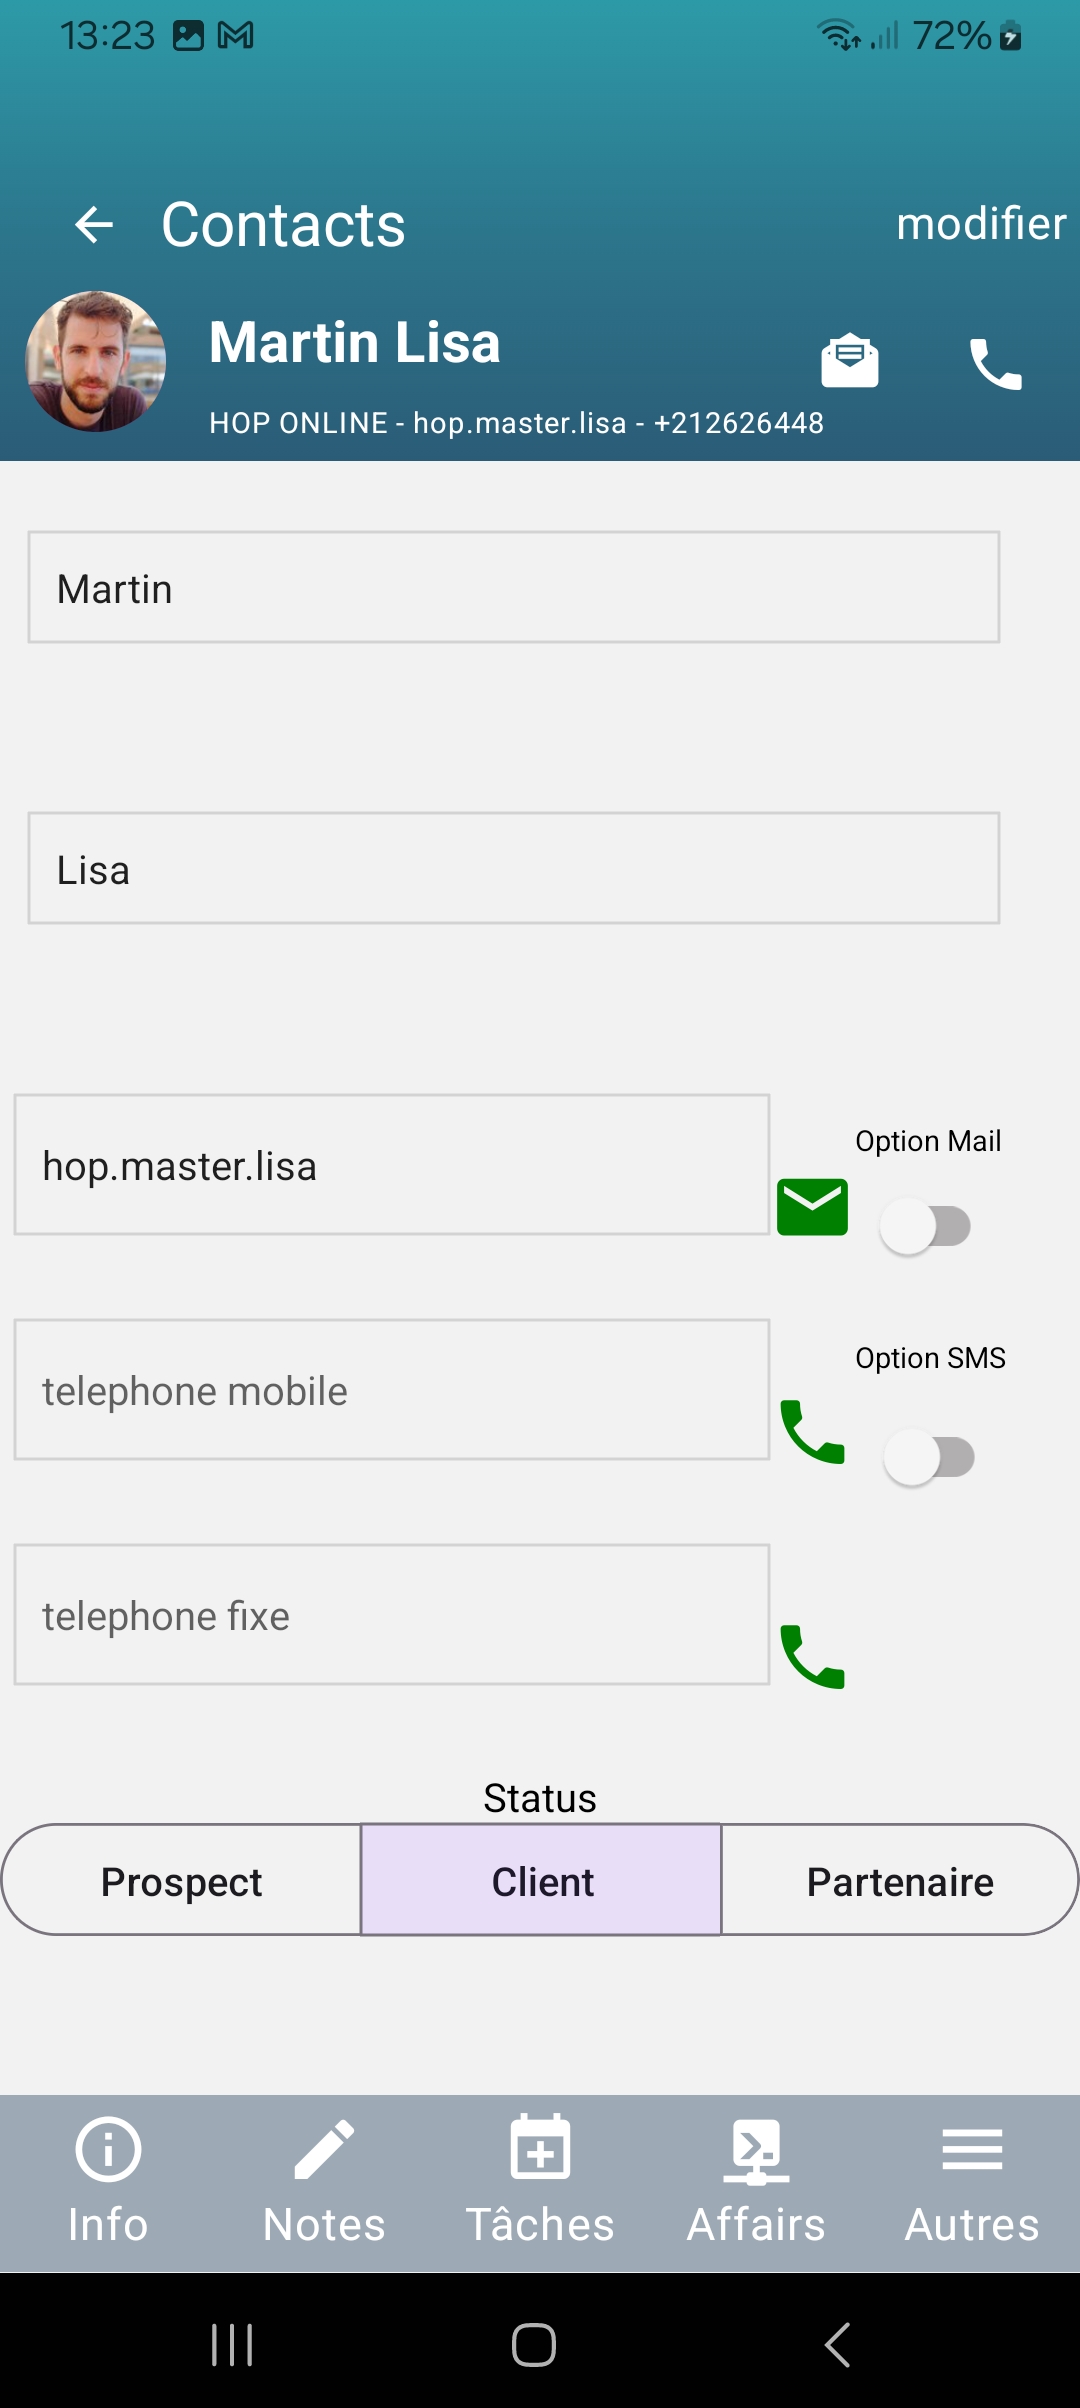 13:23 72%
Contacts modifier
Martin Lisa
HOP ONLINE - hop.master.lisa - +212626448
Martin
Lisa
Option Mail
hop.master.lisa
Option SMS
telephone mobile
telephone fixe
Status
Prospect Client Partenaire
Info Notes Tâches Affairs Autres